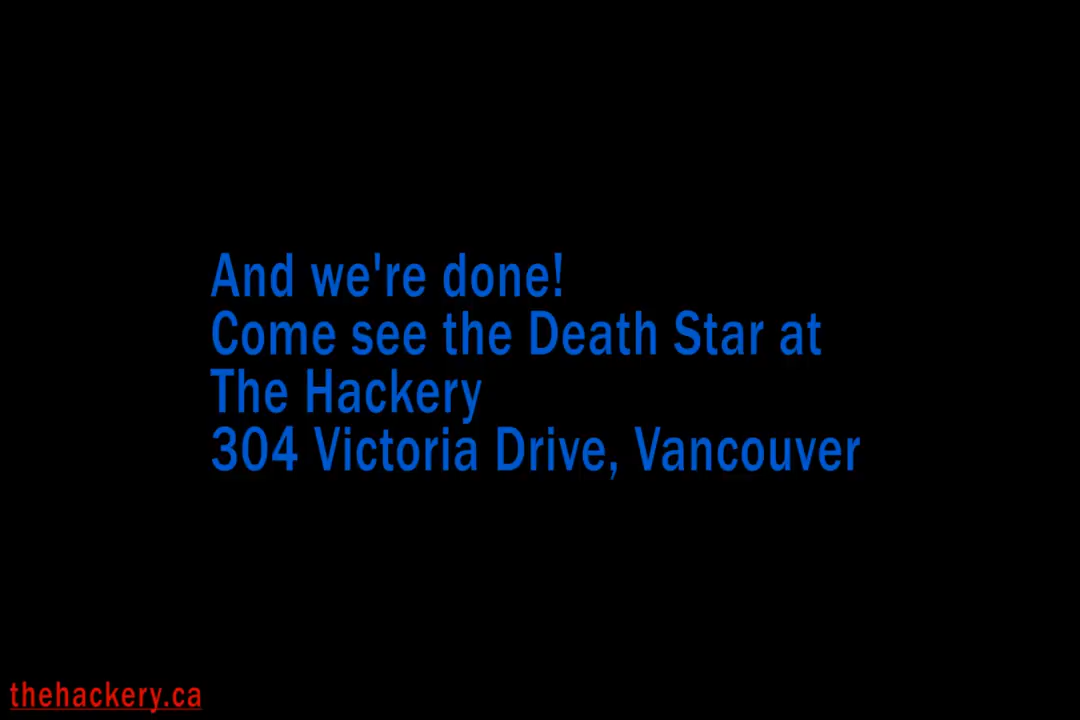 And we're done!
Come see the Death Star at
The Hackery
304 Victoria Drive, Vancouver
thehackery.ca